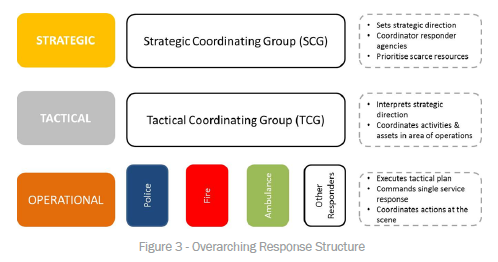 STRATEGIC
Strategic Coordinating Group (SCG)
• Sets strategic direction
• Coordinator responder
agencies
• Prioritise scarce resources
TACTICAL
Tactical Coordinating Group (TCG)
• Interprets strategic
direction
• Coordinates activities &
assets in area of operations
OPERATIONAL
Police
Fire
Ambulance
Other
Responders
• Executes tactical plan
• Commands single service
response
• Coordinates actions at the
scene
Figure 3 - Overarching Response Structure